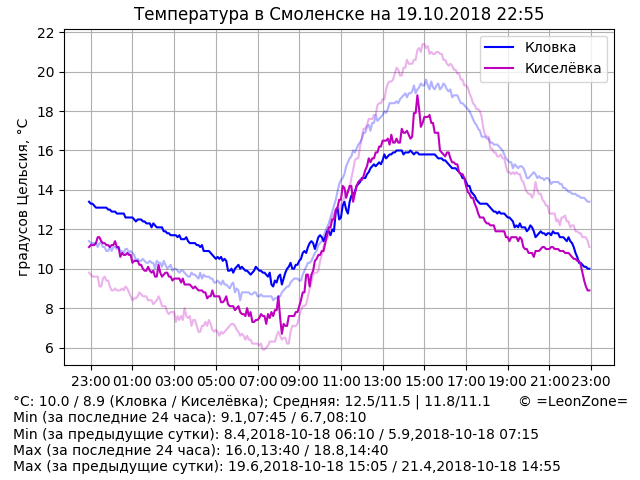 Температура в Смоленске на 19.10.2018 22:55
градусов Цельсия, °C
22
20
18
16
14
12
10
8
6
Кловка
Киселёвка
23:00 01:00 03:00 05:00 07:00 09:00 11:00 13:00 15:00 17:00 19:00 21:00 23:00
°C: 10.0 / 8.9 (Кловка / Киселёвка); Средняя: 12.5/11.5 | 11.8/11.1 © =LeonZone=
Min (за последние 24 часа): 9.1,07:45 / 6.7,08:10
Min (за предыдущие сутки): 8.4,2018-10-18 06:10 / 5.9,2018-10-18 07:15
Max (за последние 24 часа): 16.0,13:40 / 18.8,14:40
Max (за предыдущие сутки): 19.6,2018-10-18 15:05 / 21.4,2018-10-18 14:55